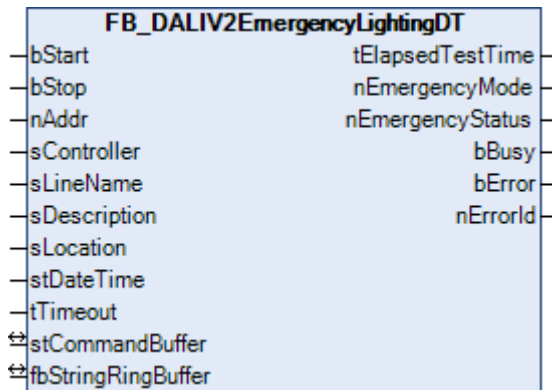 FB_DALIV2EmergencyLightingDT
bStart tElapsedTestTime
bStop nEmergencyMode
nAddr nEmergencyStatus
sController bBusy
sLineName bError
sDescription nErrorId
sLocation
stDateTime
tTimeout
stCommandBuffer
fbStringRingBuffer